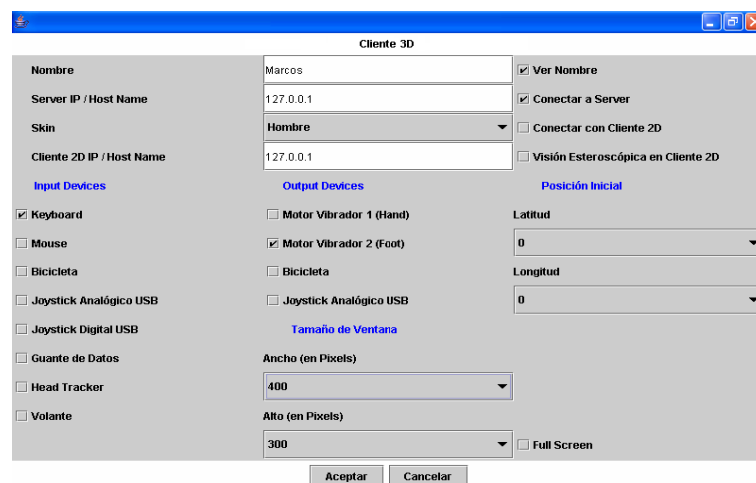 Cliente 3D
Nombre Marcos Ver Nombre
Server IP / Host Name 127.0.0.1 Conectar a Server
Skin Hombre Conectar con Cliente 2D
Cliente 2D IP / Host Name 127.0.0.1 Visión Esteroscópica en Cliente 2D
Input Devices Output Devices Posición Inicial
Keyboard Motor Vibrador 1 (Hand) Latitud
Mouse Motor Vibrador 2 (Foot) 0
Bicicleta Bicicleta Longitud
Joystick Analógico USB Joystick Analógico USB 0
Joystick Digital USB Tamaño de Ventana
Guante de Datos Ancho (en Pixels)
Head Tracker 400
Volante Alto (en Pixels)
300 Full Screen
Aceptar Cancelar